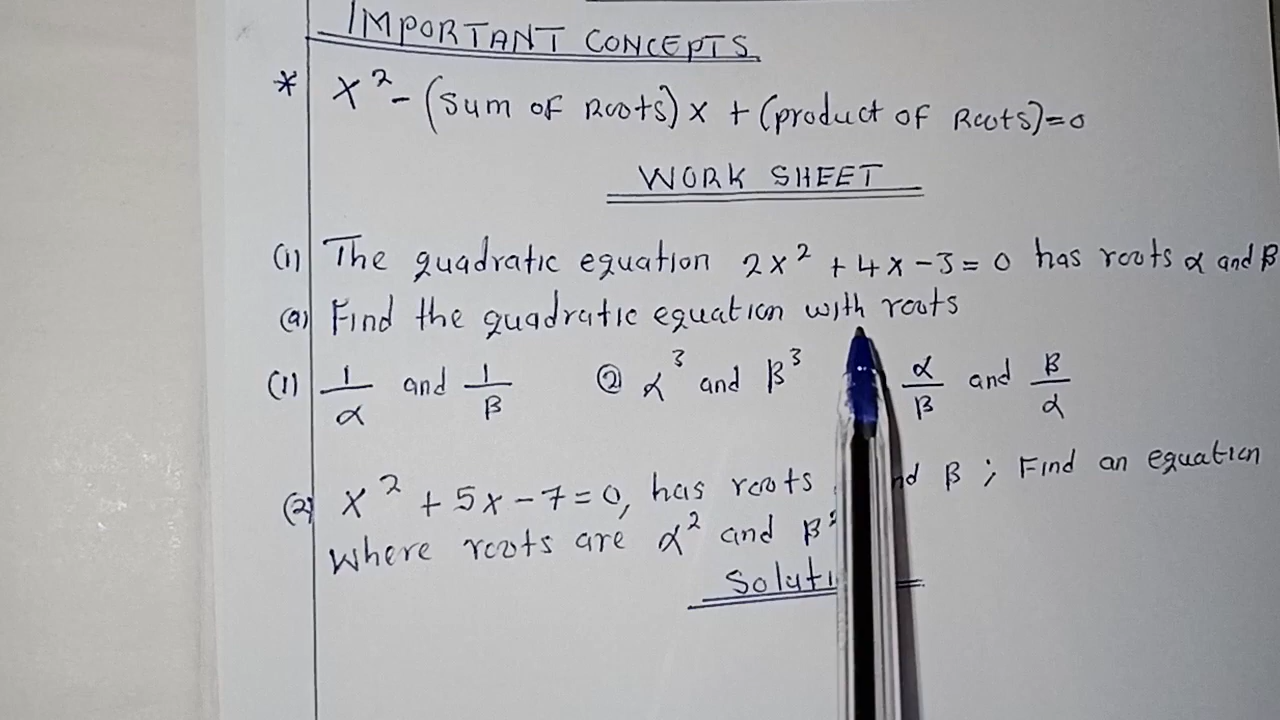 IMPORTANT CONCEPTS
* x² - (Sum of Roots)x + (product of Roots)=0
WORK SHEET
(1) The quadratic equation 2x² + 4x - 3 = 0 has roots α and β
(a) Find the quadratic equation with roots
(1) 1/α and 1/β ② α³ and β³ α/β and β/α
(2) x² + 5x - 7 = 0, has roots β ; Find an equation
Where roots are α² and β²